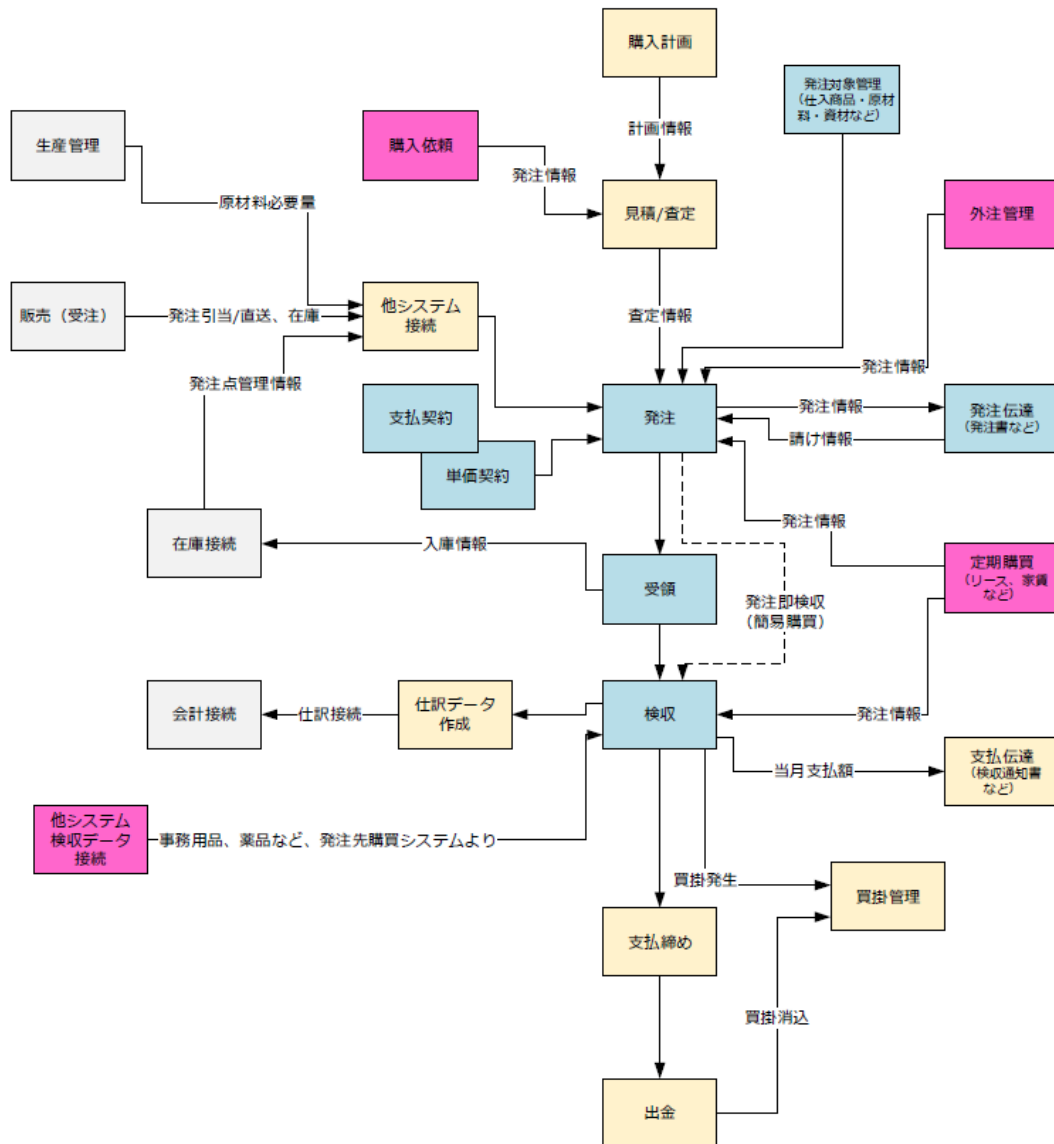 購入計画
発注対象管理
（仕入商品・原材
料・資材など）
計画情報
生産管理
購入依頼
発注情報
原材料必要量
見積/査定
外注管理
販売（受注）
発注引当/直送、在庫
他システム
接続
査定情報
発注情報
発注点管理情報
支払契約
単価契約
発注
発注情報
請け情報
発注伝達
（発注書など）
発注情報
在庫接続
入庫情報
受領
発注即検収
（簡易購買）
定期購買
（リース、家賃
など）
会計接続
仕訳接続
仕訳データ
作成
検収
発注情報
当月支払額
支払伝達
（検収通知書
など）
他システム
検収データ
接続
事務用品、薬品など、発注先購買システムより
買掛発生
買掛管理
支払締め
買掛消込
出金